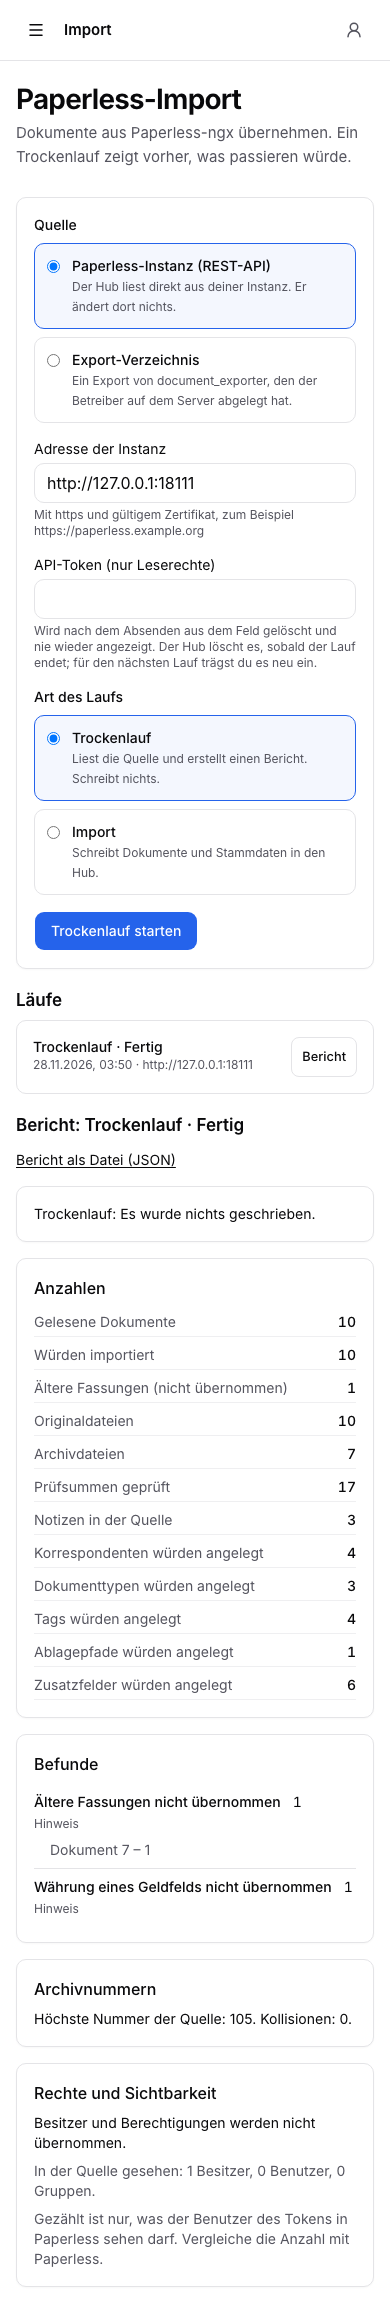 Import
Paperless-Import
Dokumente aus Paperless-ngx übernehmen. Ein
Trockenlauf zeigt vorher, was passieren würde.
Quelle
Paperless-Instanz (REST-API)
Der Hub liest direkt aus deiner Instanz. Er
ändert dort nichts.
Export-Verzeichnis
Ein Export von document_exporter, den der
Betreiber auf dem Server abgelegt hat.
Adresse der Instanz
http://127.0.0.1:18111
Mit https und gültigem Zertifikat, zum Beispiel
https://paperless.example.org
API-Token (nur Leserechte)
Wird nach dem Absenden aus dem Feld gelöscht und
nie wieder angezeigt. Der Hub löscht es, sobald der Lauf
endet; für den nächsten Lauf trägst du es neu ein.
Art des Laufs
Trockenlauf
Liest die Quelle und erstellt einen Bericht.
Schreibt nichts.
Import
Schreibt Dokumente und Stammdaten in den
Hub.
Trockenlauf starten
Läufe
Trockenlauf · Fertig
28.11.2026, 03:50 · http://127.0.0.1:18111
Bericht
Bericht: Trockenlauf · Fertig
Bericht als Datei (JSON)
Trockenlauf: Es wurde nichts geschrieben.
Anzahlen
Gelesene Dokumente 10
Würden importiert 10
Ältere Fassungen (nicht übernommen) 1
Originaldateien 10
Archivdateien 7
Prüfsummen geprüft 17
Notizen in der Quelle 3
Korrespondenten würden angelegt 4
Dokumenttypen würden angelegt 3
Tags würden angelegt 4
Ablagepfade würden angelegt 1
Zusatzfelder würden angelegt 6
Befunde
Ältere Fassungen nicht übernommen 1
Hinweis
Dokument 7 – 1
Währung eines Geldfelds nicht übernommen 1
Hinweis
Archivnummern
Höchste Nummer der Quelle: 105. Kollisionen: 0.
Rechte und Sichtbarkeit
Besitzer und Berechtigungen werden nicht
übernommen.
In der Quelle gesehen: 1 Besitzer, 0 Benutzer, 0
Gruppen.
Gezählt ist nur, was der Benutzer des Tokens in
Paperless sehen darf. Vergleiche die Anzahl mit
Paperless.